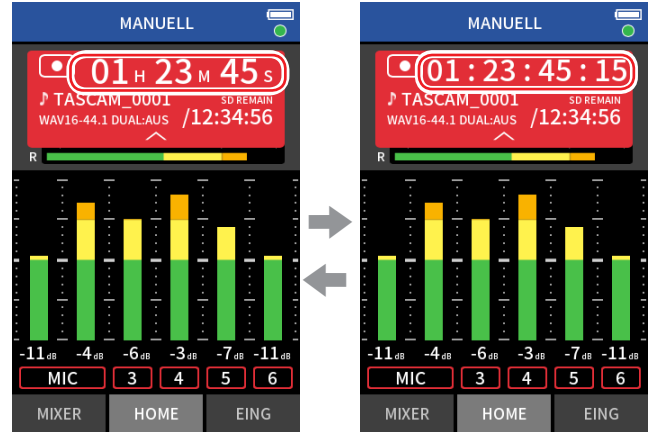 MANUELL
01 H 23 M 45 S
TASCAM_0001 SD REMAIN
WAV16-44.1 DUAL:AUS /12:34:56
R
-11 dB -4 dB -6 dB -3 dB -7 dB -11 dB
MIC 3 4 5 6
MIXER HOME EING
MANUELL
01:23:45:15
TASCAM_0001 SD REMAIN
WAV16-44.1 DUAL:AUS /12:34:56
R
-11 dB -4 dB -6 dB -3 dB -7 dB -11 dB
MIC 3 4 5 6
MIXER HOME EING